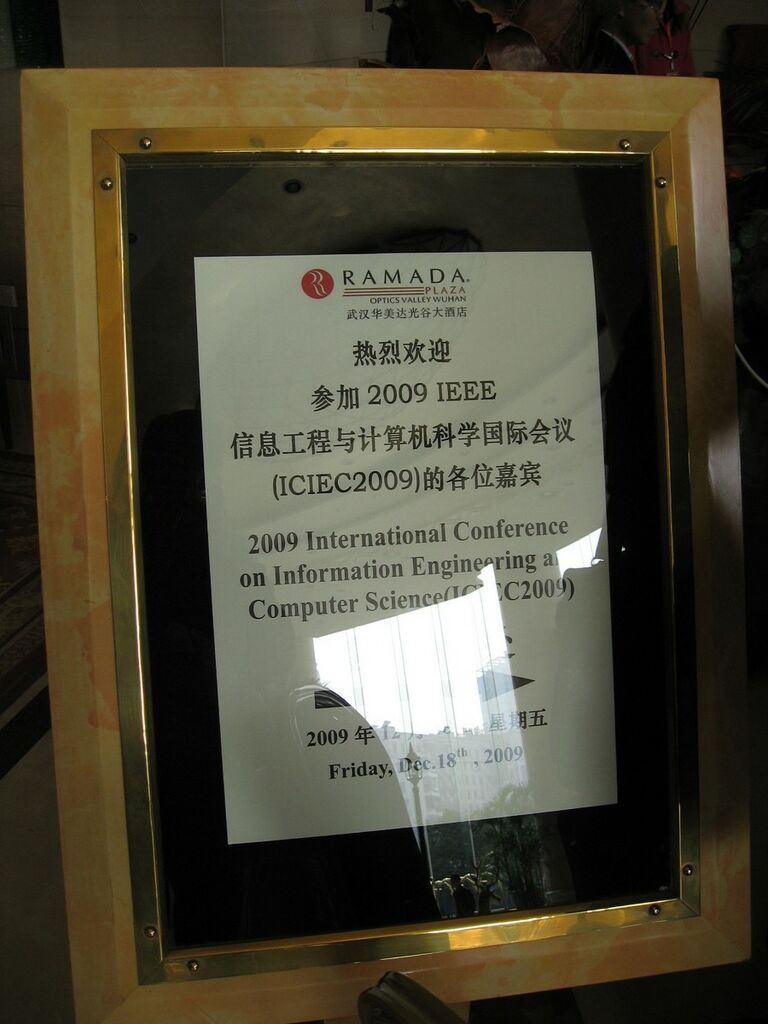 RAMADA®
PLAZA
OPTICS VALLEY WUHAN
武汉华美达光谷大酒店
热烈欢迎
参加 2009 IEEE
信息工程与计算机科学国际会议
(ICIEC2009)的各位嘉宾
2009 International Conference
on Information Engineering
Computer Science(ICIEC2009)
2009 年 星期五
Friday, Dec.18th, 2009